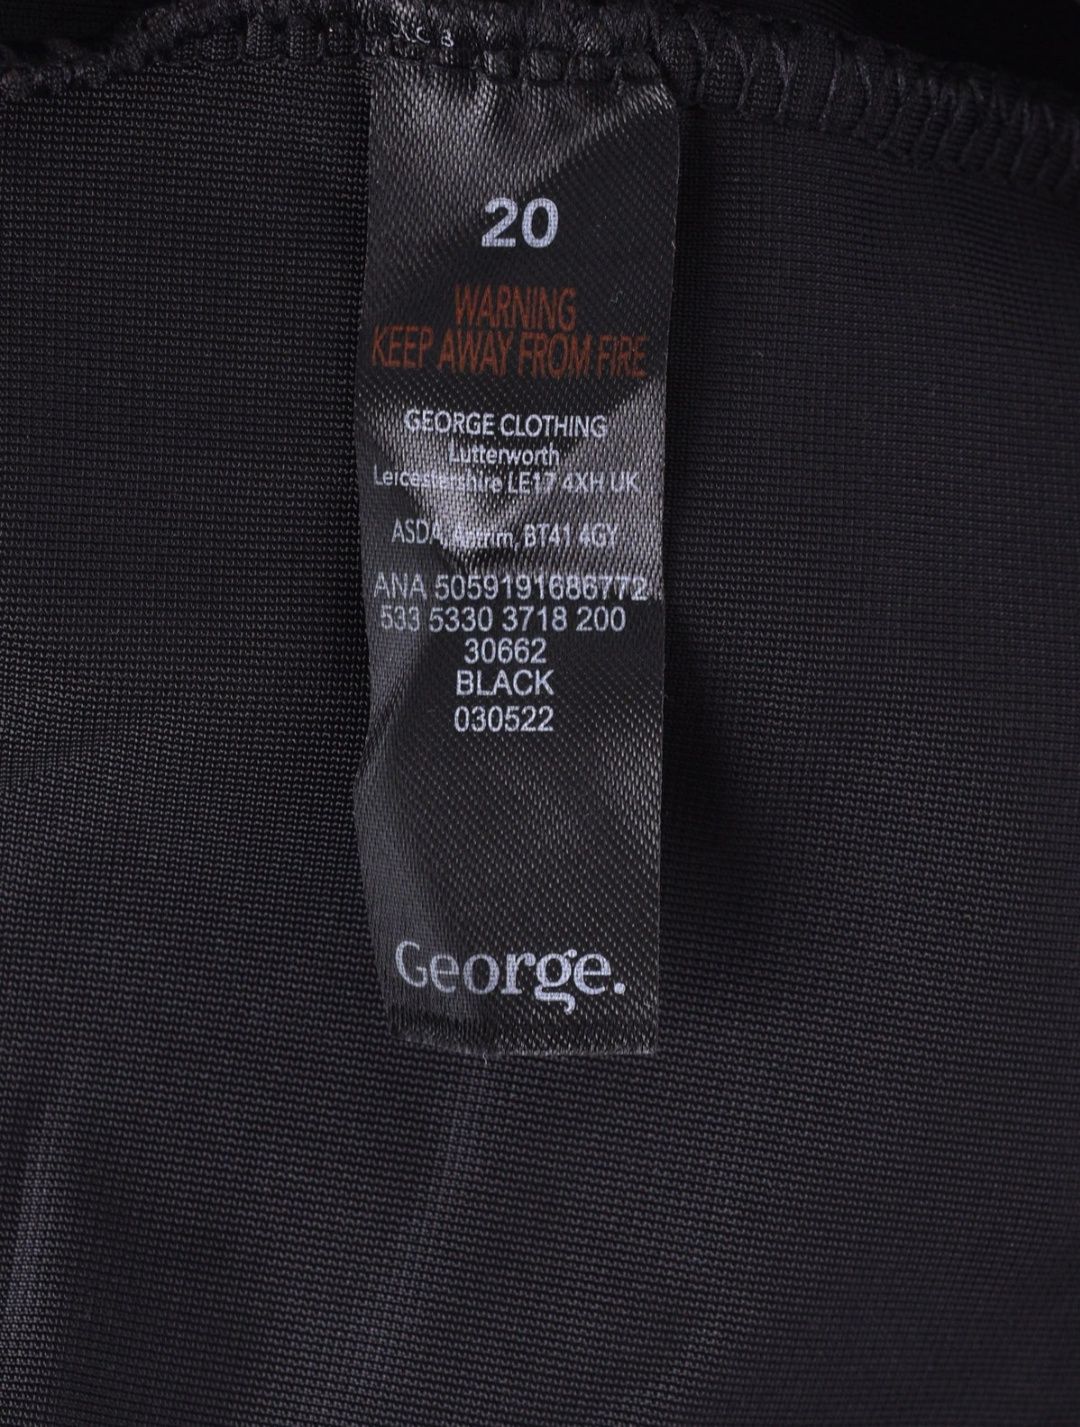 20
WARNING
KEEP AWAY FROM FIRE
GEORGE CLOTHING
Lutterworth
Leicestershire LE17 4XH UK
ASDA, Antrim, BT41 4GY
ANA 5059191686772
533 5330 3718 200
30662
BLACK
030522
George.